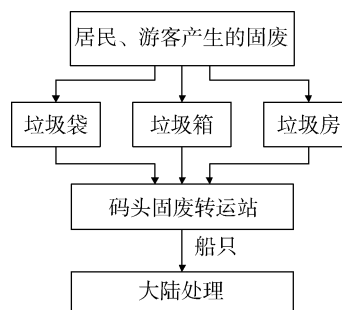 居民、游客产生的固废
垃圾袋
垃圾箱
垃圾房
码头固废转运站
船只
大陆处理